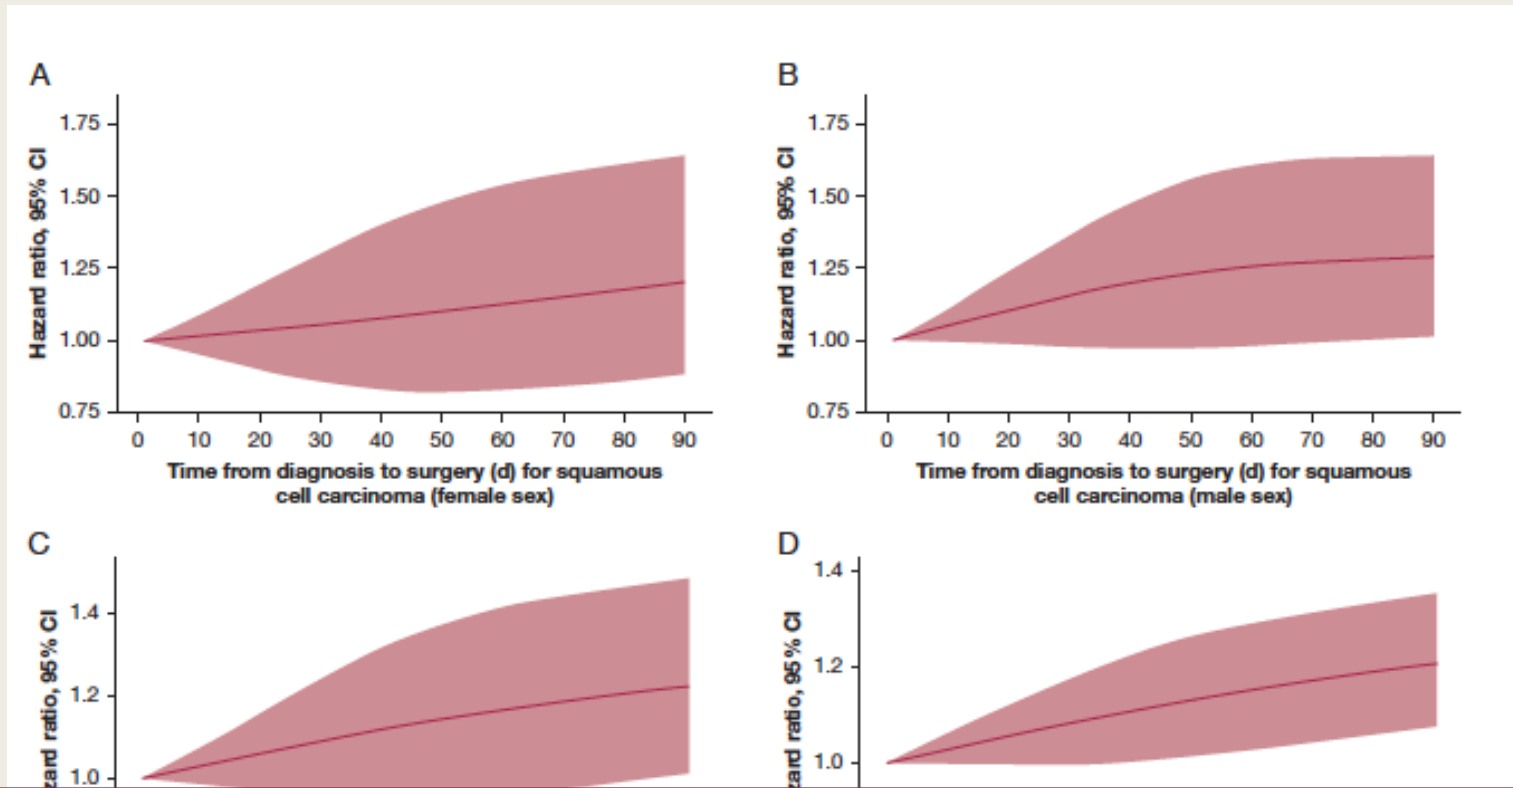 A
Hazard ratio, 95% CI
1.75
1.50
1.25
1.00
0.75
0 10 20 30 40 50 60 70 80 90
Time from diagnosis to surgery (d) for squamous
cell carcinoma (female sex)
B
Hazard ratio, 95% CI
1.75
1.50
1.25
1.00
0.75
0 10 20 30 40 50 60 70 80 90
Time from diagnosis to surgery (d) for squamous
cell carcinoma (male sex)
C
zard ratio, 95% CI
1.4
1.2
1.0
D
zard ratio, 95% CI
1.4
1.2
1.0